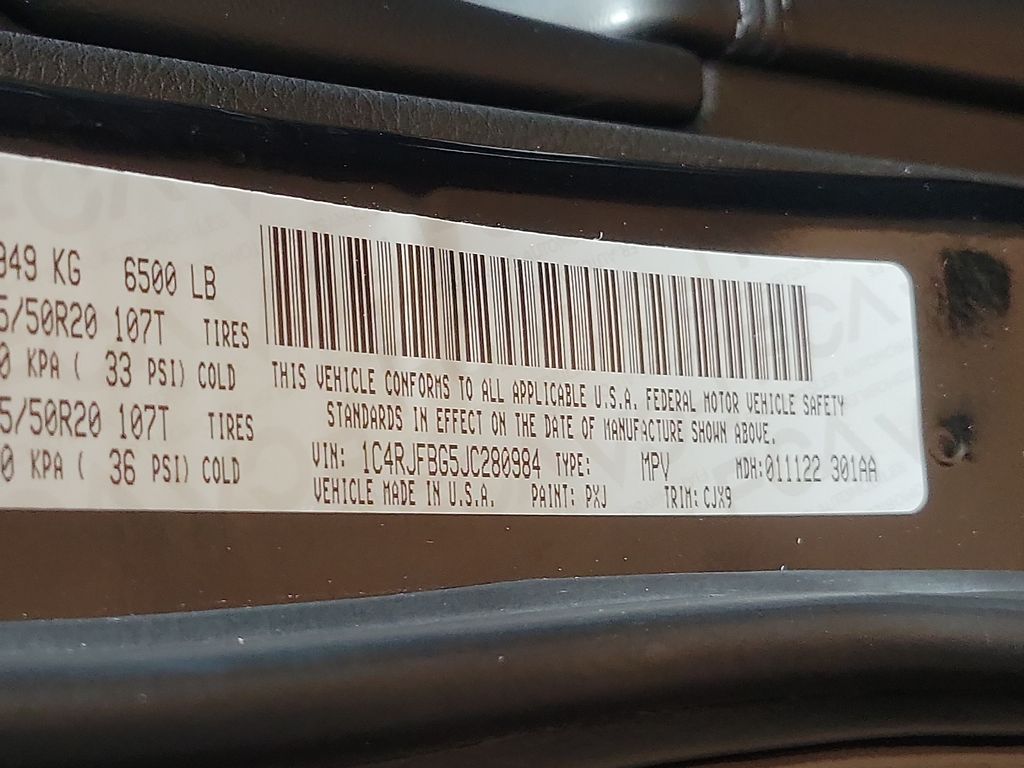 949 KG 6500 LB
5/50R20 107T TIRES
0 KPA ( 33 PSI) COLD
5/50R20 107T TIRES
0 KPA ( 36 PSI) COLD
THIS VEHICLE CONFORMS TO ALL APPLICABLE U.S.A. FEDERAL MOTOR VEHICLE SAFETY
STANDARDS IN EFFECT ON THE DATE OF MANUFACTURE SHOWN ABOVE.
VIN: 1C4RJFBG5JC280984 TYPE: MPV MDH:011122 301AA
VEHICLE MADE IN U.S.A. PAINT: PXJ TRIM: CJX9